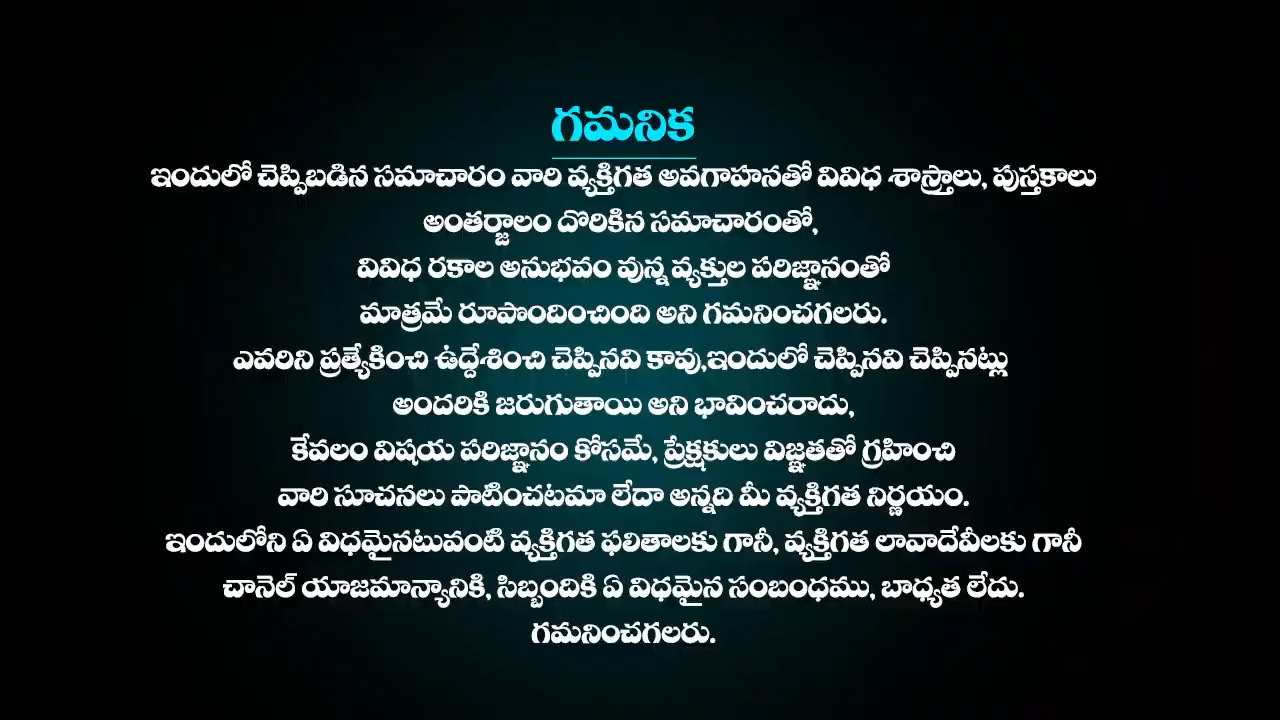 గమనిక
ఇందులో చెప్పిబడిన సమాచారం వారి వ్యక్తిగత అవగాహనతో వివిధ శాస్త్రాలు, పుస్తకాలు
అంతర్జాలం దొరికిన సమాచారంతో,
వివిధ రకాల అనుభవం వున్న వ్యక్తుల పరిజ్ఞానంతో
మాత్రమే రూపొందించింది అని గమనించగలరు.
ఎవరిని ప్రత్యేకించి ఉద్దేశించి చెప్పినవి కావు,ఇందులో చెప్పినవి చెప్పినట్లు
అందరికి జరుగుతాయి అని భావించరాదు,
కేవలం విషయ పరిజ్ఞానం కోసమే, ప్రేక్షకులు విజ్ఞతతో గ్రహించి
వారి సూచనలు పాటించటమా లేదా అన్నది మీ వ్యక్తిగత నిర్ణయం.
ఇందులోని ఏ విధమైనటువంటి వ్యక్తిగత ఫలితాలకు గానీ, వ్యక్తిగత లావాదేవీలకు గానీ
చానెల్ యాజమాన్యానికి, సిబ్బందికి ఏ విధమైన సంబంధము, బాధ్యత లేదు.
గమనించగలరు.